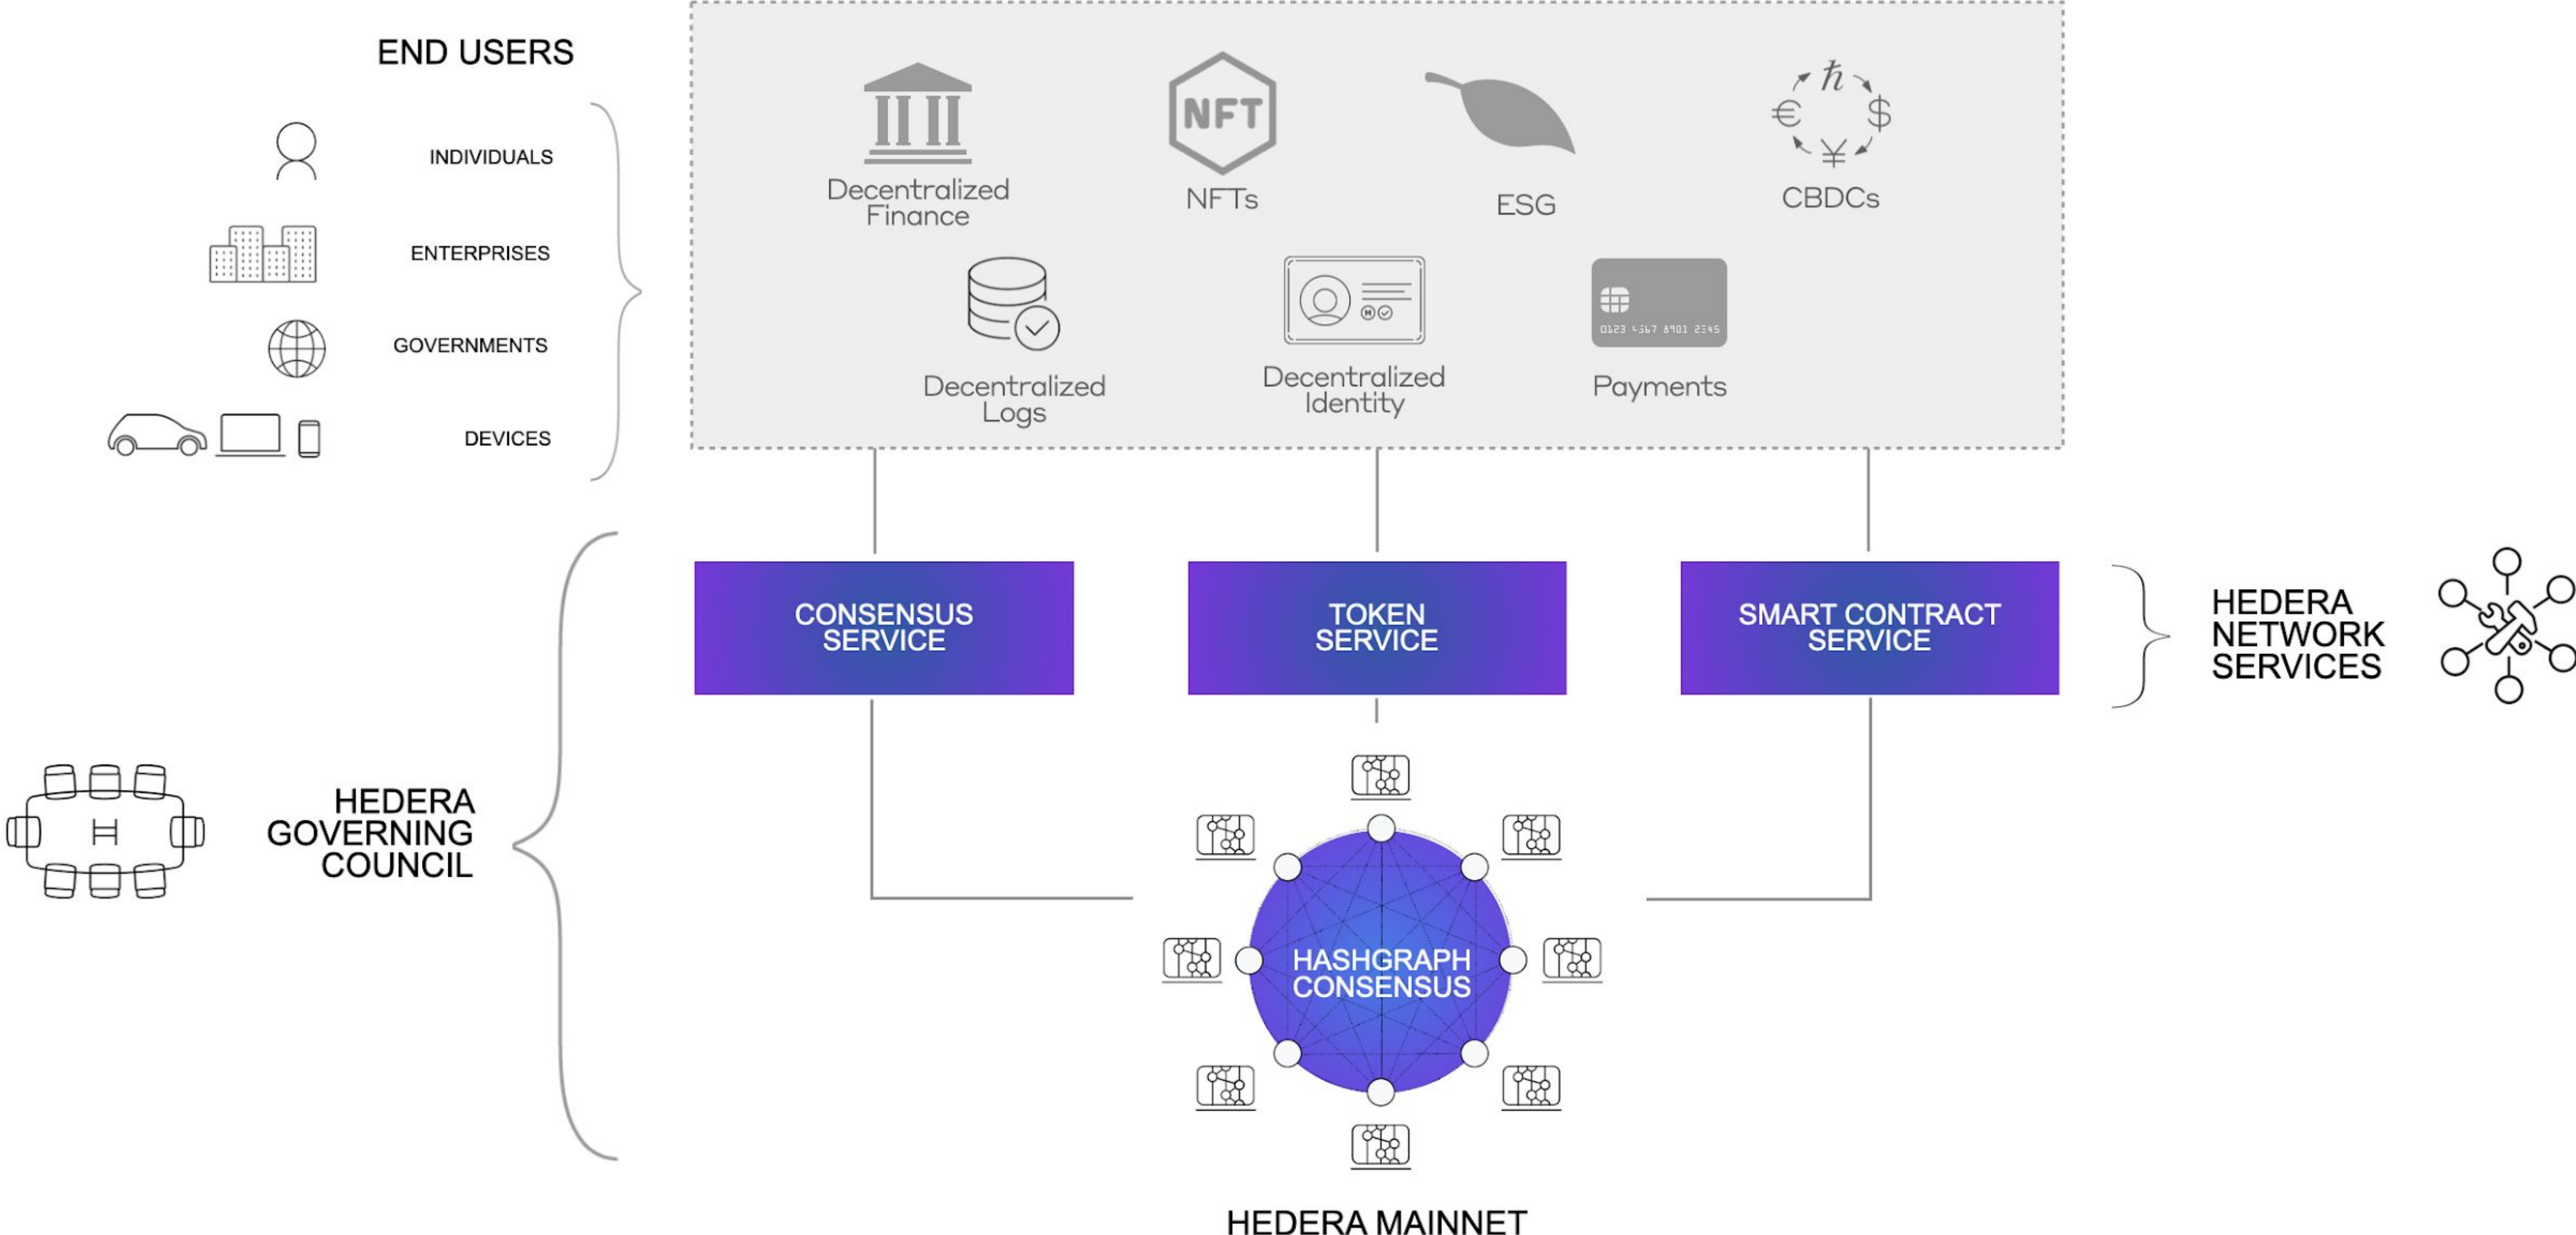 END USERS
INDIVIDUALS
ENTERPRISES
GOVERNMENTS
DEVICES
Decentralized
Finance
NFT
NFTs
ESG
ħ
€
$
¥
CBDCs
Decentralized
Logs
Decentralized
Identity
0123 4567 8901 2345
Payments
CONSENSUS
SERVICE
TOKEN
SERVICE
SMART CONTRACT
SERVICE
HEDERA
NETWORK
SERVICES
H
HEDERA
GOVERNING
COUNCIL
HASHGRAPH
CONSENSUS
HEDERA MAINNET